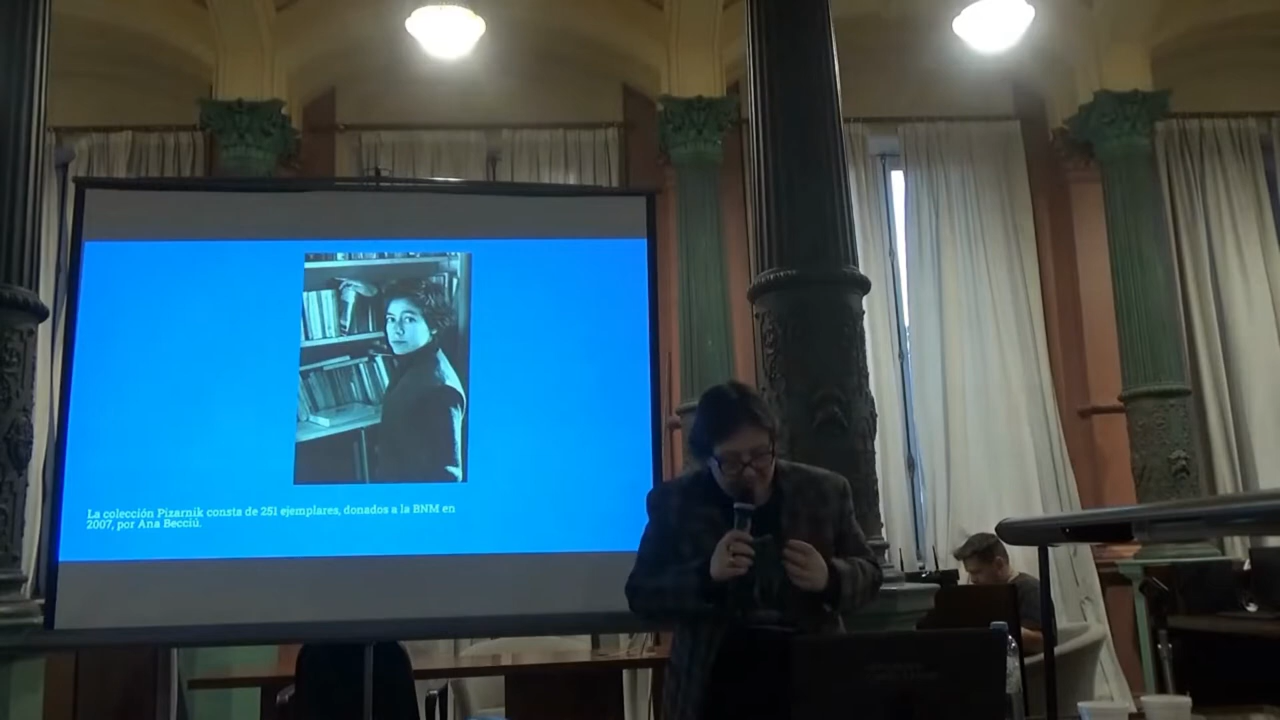 La colección Pizarnik consta de 251 ejemplares, donados a la BNM en
2007, por Ana Becciú.